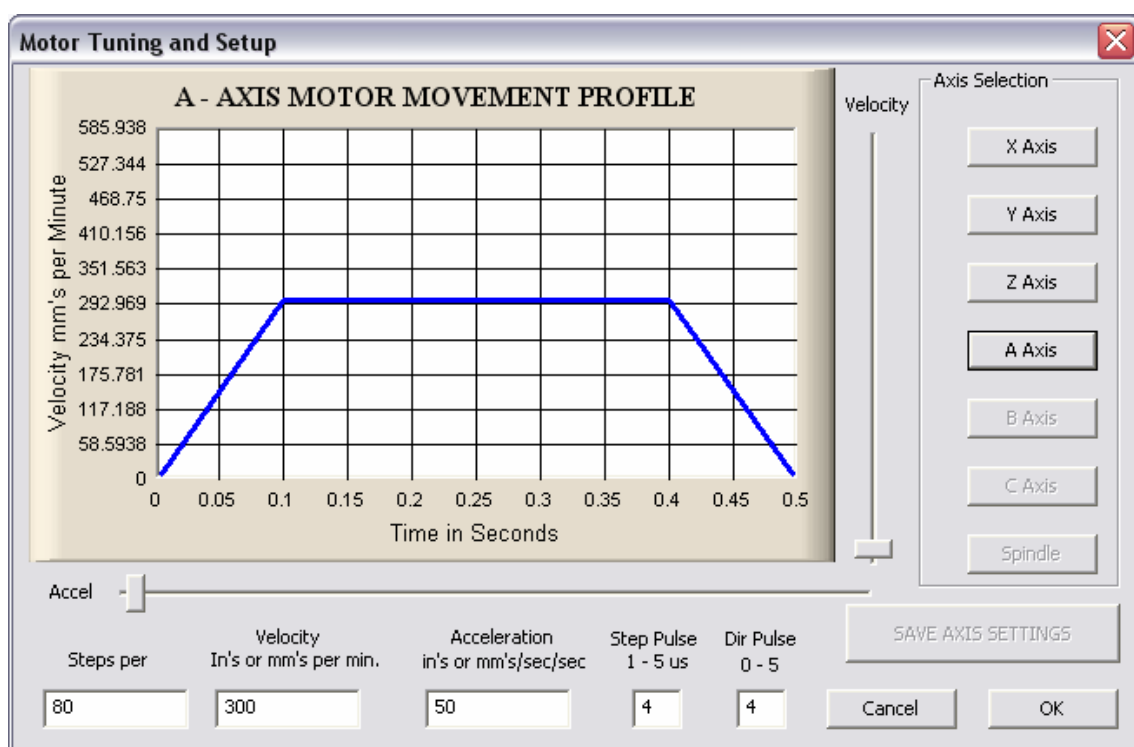 Motor Tuning and Setup
A - AXIS MOTOR MOVEMENT PROFILE
Velocity mm's per Minute
585.938
527.344
468.75
410.156
351.563
292.969
234.375
175.781
117.188
58.5938
0
0 0.05 0.1 0.15 0.2 0.25 0.3 0.35 0.4 0.45 0.5
Time in Seconds
Velocity
Axis Selection
X Axis
Y Axis
Z Axis
A Axis
B Axis
C Axis
Spindle
Accel
SAVE AXIS SETTINGS
Steps per
80
Velocity
In's or mm's per min.
300
Acceleration
in's or mm's/sec/sec
50
Step Pulse
1 - 5 us
4
Dir Pulse
0 - 5
4
Cancel
OK